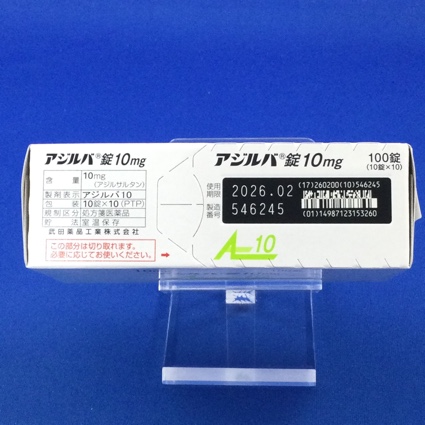 アジルバ®錠10mg
含量 10mg
(アジルサルタン)
製剤表示 アジルバ10
包装 10錠×10(PTP)
規制区分 処方箋医薬品
貯法 室温保存
武田薬品工業株式会社
この部分は切り取れます。
必要に応じてお使いください。
アジルバ®錠10mg
100錠
(10錠×10)
使用期限 2026.02
製造番号 546245
(17)260200(10)546245
(01)14987123153260
A-10